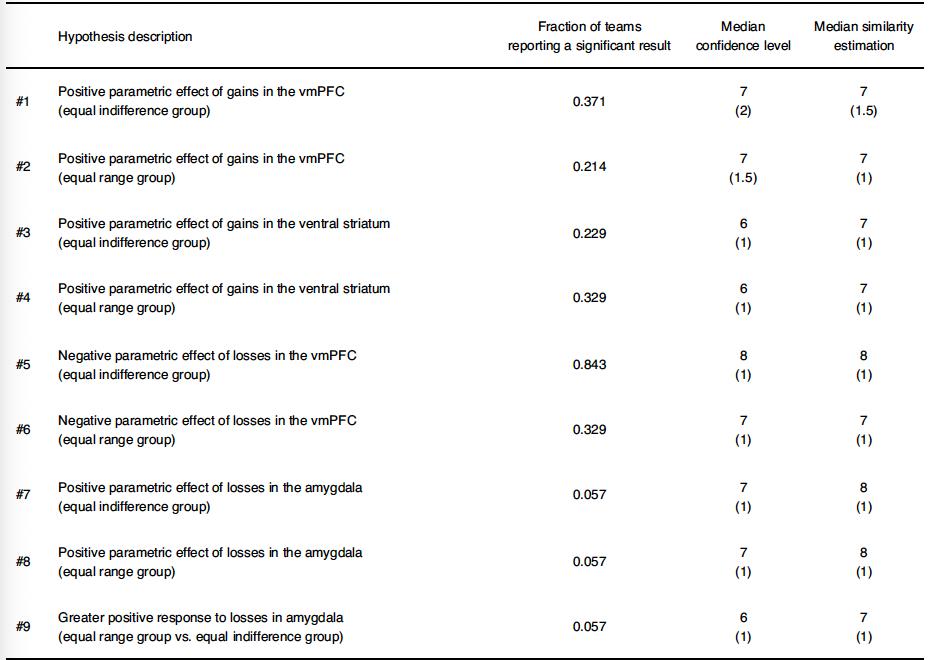 Hypothesis description
Fraction of teams
reporting a significant result
Median
confidence level
Median similarity
estimation
#1
Positive parametric effect of gains in the vmPFC
(equal indifference group)
0.371
7
(2)
7
(1.5)
#2
Positive parametric effect of gains in the vmPFC
(equal range group)
0.214
7
(1.5)
7
(1)
#3
Positive parametric effect of gains in the ventral striatum
(equal indifference group)
0.229
6
(1)
7
(1)
#4
Positive parametric effect of gains in the ventral striatum
(equal range group)
0.329
6
(1)
7
(1)
#5
Negative parametric effect of losses in the vmPFC
(equal indifference group)
0.843
8
(1)
8
(1)
#6
Negative parametric effect of losses in the vmPFC
(equal range group)
0.329
7
(1)
7
(1)
#7
Positive parametric effect of losses in the amygdala
(equal indifference group)
0.057
7
(1)
8
(1)
#8
Positive parametric effect of losses in the amygdala
(equal range group)
0.057
7
(1)
8
(1)
#9
Greater positive response to losses in amygdala
(equal range group vs. equal indifference group)
0.057
6
(1)
7
(1)